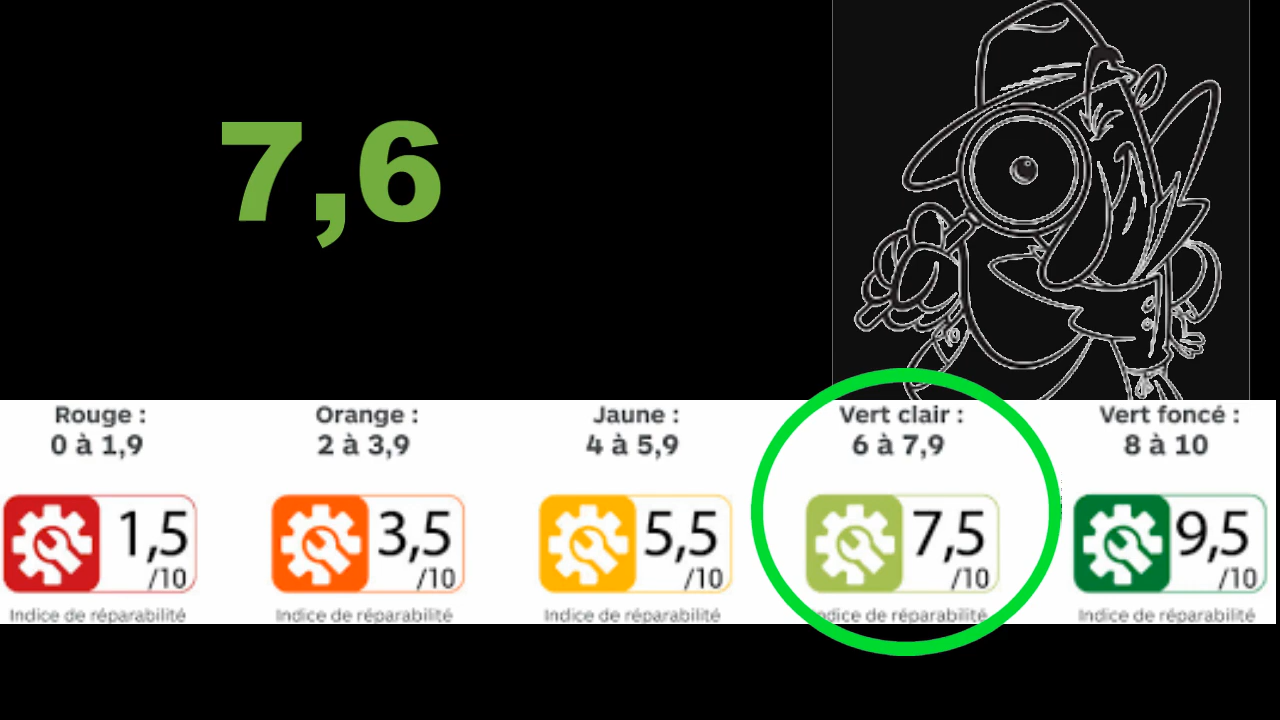 7,6
Rouge :
0 à 1,9
Orange :
2 à 3,9
Jaune :
4 à 5,9
Vert clair :
6 à 7,9
Vert foncé :
8 à 10
1,5
/10
Indice de réparabilité
3,5
/10
Indice de réparabilité
5,5
/10
Indice de réparabilité
7,5
/10
Indice de réparabilité
9,5
/10
Indice de réparabilité